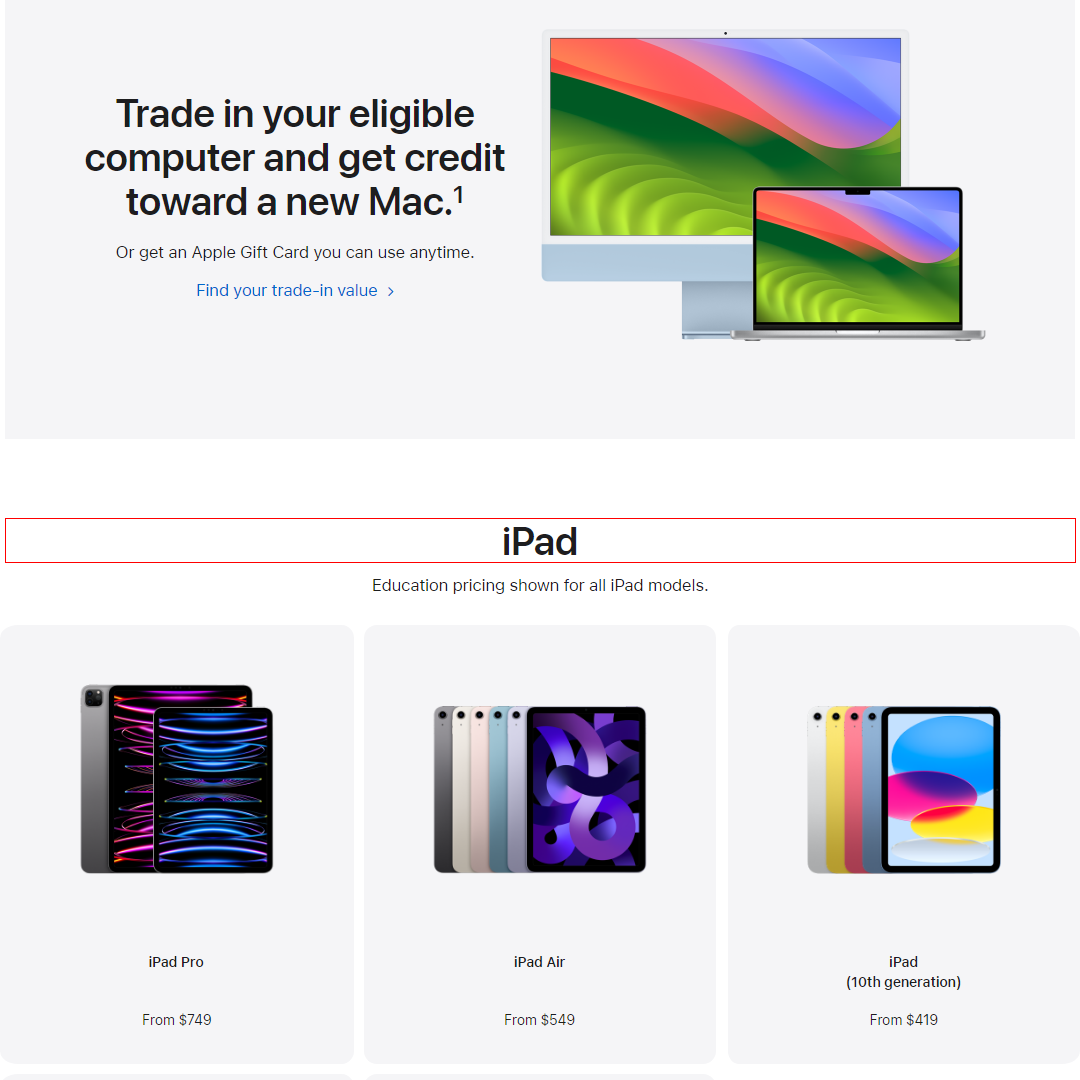 Trade in your eligible
computer and get credit
toward a new Mac.¹
Or get an Apple Gift Card you can use anytime.
Find your trade-in value >
iPad
Education pricing shown for all iPad models.
iPad Pro
From $749
iPad Air
From $549
iPad
(10th generation)
From $419